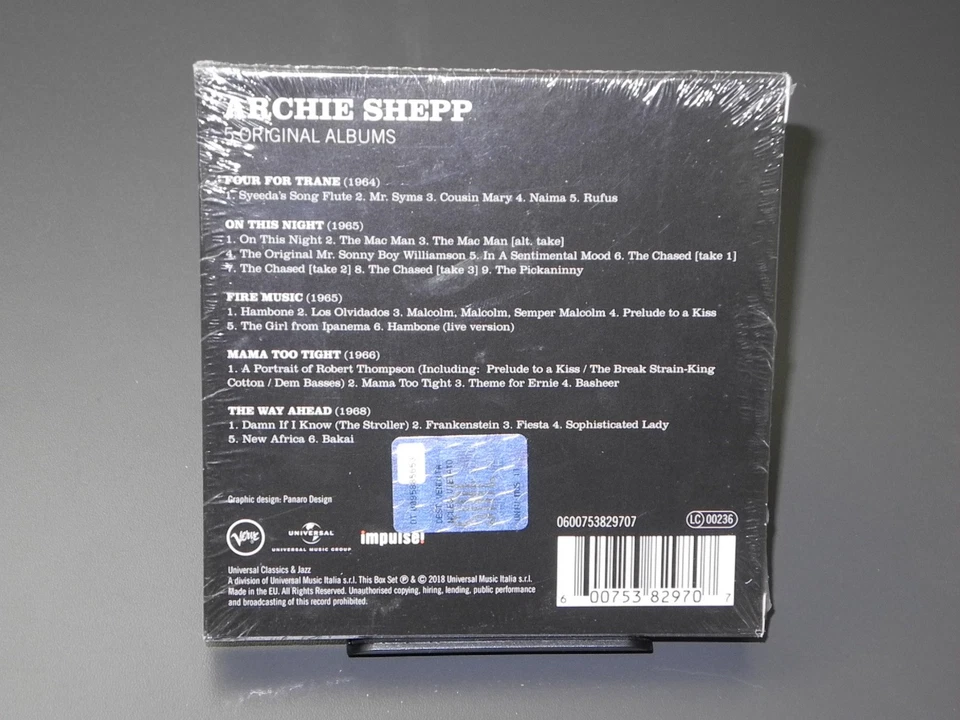 ARCHIE SHEPP
5 ORIGINAL ALBUMS
FOUR FOR TRANE (1964)
1. Syeeda's Song Flute 2. Mr. Syms 3. Cousin Mary 4. Naima 5. Rufus
ON THIS NIGHT (1965)
1. On This Night 2. The Mac Man 3. The Mac Man [alt. take]
4. The Original Mr. Sonny Boy Williamson 5. In A Sentimental Mood 6. The Chased [take 1]
7. The Chased [take 2] 8. The Chased [take 3] 9. The Pickaninny
FIRE MUSIC (1965)
1. Hambone 2. Los Olvidados 3. Malcolm, Malcolm, Semper Malcolm 4. Prelude to a Kiss
5. The Girl from Ipanema 6. Hambone (live version)
MAMA TOO TIGHT (1966)
1. A Portrait of Robert Thompson (Including: Prelude to a Kiss / The Break Strain-King
Cotton / Dem Basses) 2. Mama Too Tight 3. Theme for Ernie 4. Basheer
THE WAY AHEAD (1968)
1. Damn If I Know (The Stroller) 2. Frankenstein 3. Fiesta 4. Sophisticated Lady
5. New Africa 6. Bakai
Graphic design: Panaro Design
Verve
UNIVERSAL
UNIVERSAL MUSIC GROUP
impulse!
0600753829707
LC 00236
Universal Classics & Jazz
A division of Universal Music Italia s.r.l. This Box Set ℗ & © 2018 Universal Music Italia s.r.l.
Made in the EU. All Rights Reserved. Unauthorised copying, hiring, lending, public performance
and broadcasting of this record prohibited.
6 00753 82970 7